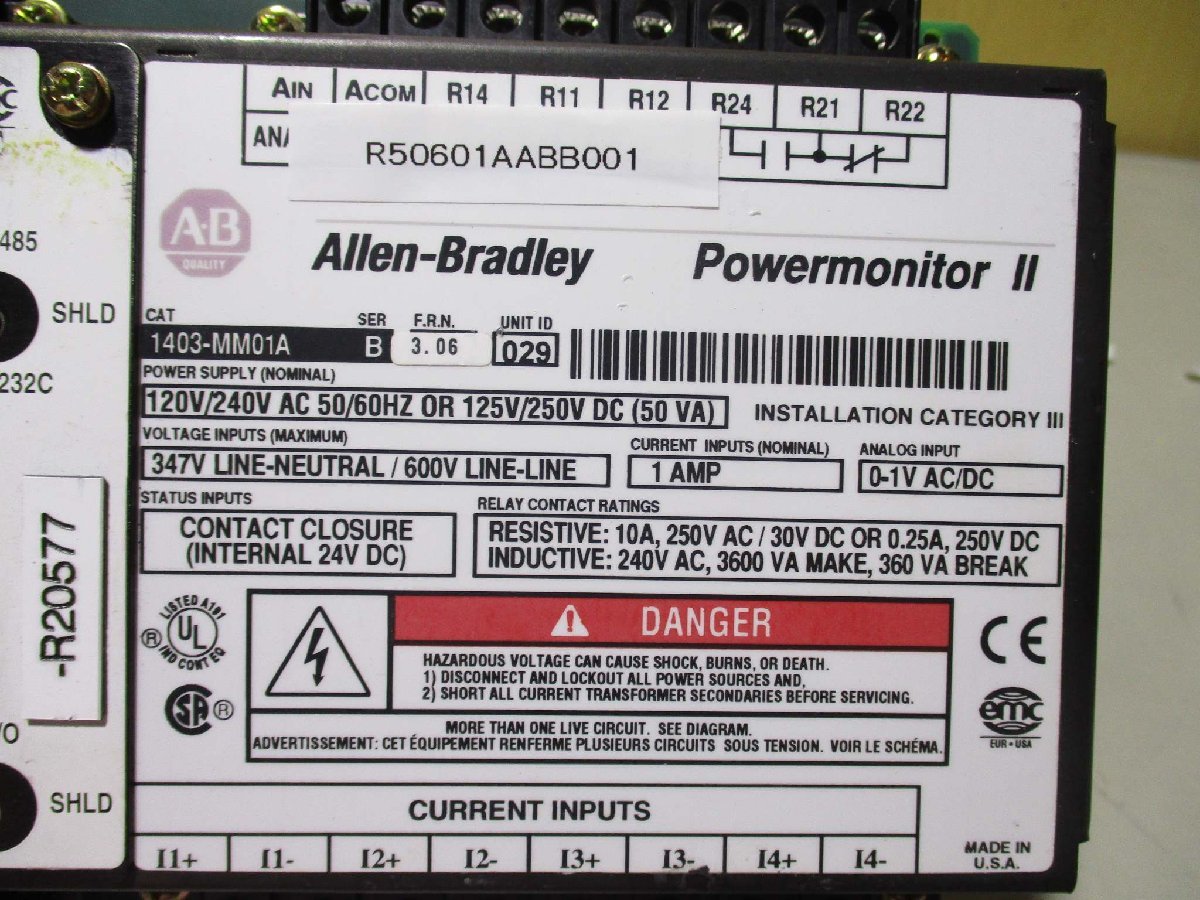 AIN ACOM R14 R11 R12 R24 R21 R22
R50601AABB001
A·B
QUALITY
Allen-Bradley Powermonitor II
485
SHLD
232C
CAT SER F.R.N. UNIT ID
1403-MM01A B 3.06 029
POWER SUPPLY (NOMINAL)
120V/240V AC 50/60HZ OR 125V/250V DC (50 VA) INSTALLATION CATEGORY III
VOLTAGE INPUTS (MAXIMUM) CURRENT INPUTS (NOMINAL) ANALOG INPUT
347V LINE-NEUTRAL / 600V LINE-LINE 1 AMP 0-1V AC/DC
STATUS INPUTS RELAY CONTACT RATINGS
CONTACT CLOSURE
(INTERNAL 24V DC)
RESISTIVE: 10A, 250V AC / 30V DC OR 0.25A, 250V DC
INDUCTIVE: 240V AC, 3600 VA MAKE, 360 VA BREAK
-R20577
LISTED A191
UL ®
IND CONT EQ
SA ®
DANGER
HAZARDOUS VOLTAGE CAN CAUSE SHOCK, BURNS, OR DEATH.
1) DISCONNECT AND LOCKOUT ALL POWER SOURCES AND,
2) SHORT ALL CURRENT TRANSFORMER SECONDARIES BEFORE SERVICING.
MORE THAN ONE LIVE CIRCUIT. SEE DIAGRAM.
ADVERTISSEMENT: CET ÉQUIPEMENT RENFERME PLUSIEURS CIRCUITS SOUS TENSION. VOIR LE SCHÉMA.
CE
emc
EUR • USA
SHLD
CURRENT INPUTS
I1+ I1- I2+ I2- I3+ I3- I4+ I4-
MADE IN
U.S.A.